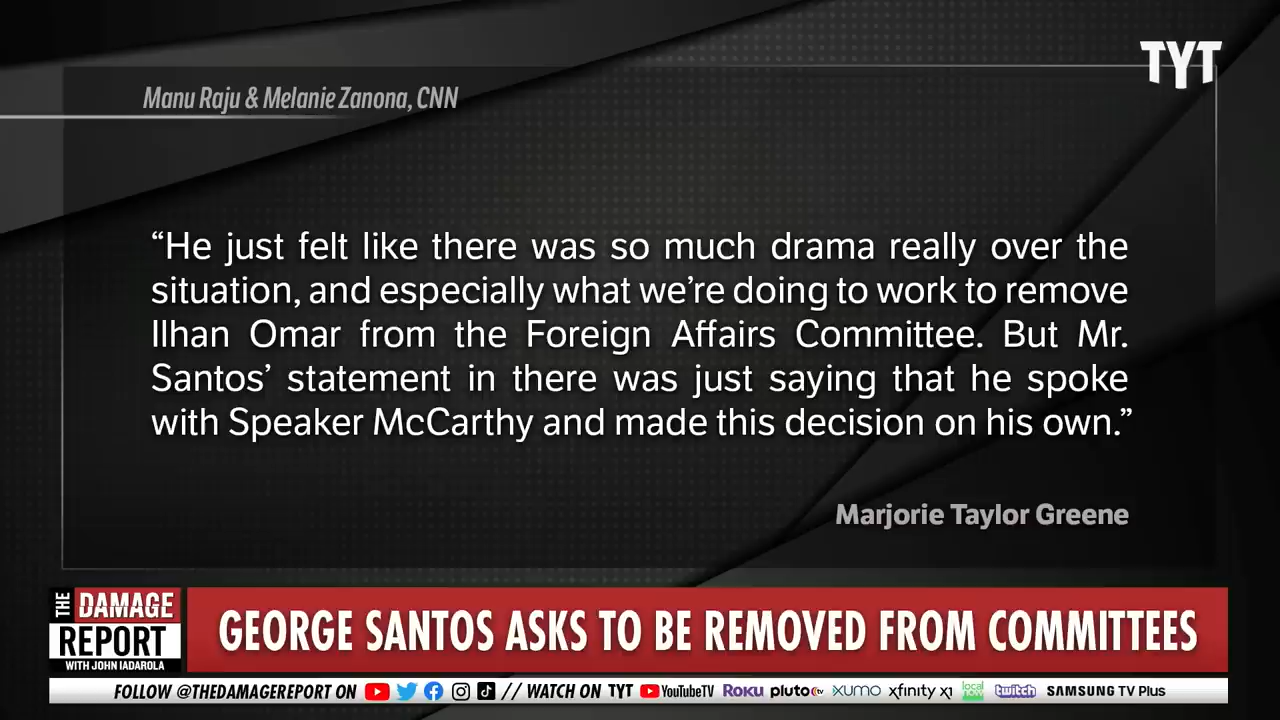 TYT
Manu Raju & Melanie Zanona, CNN
“He just felt like there was so much drama really over the
situation, and especially what we’re doing to work to remove
Ilhan Omar from the Foreign Affairs Committee. But Mr.
Santos’ statement in there was just saying that he spoke
with Speaker McCarthy and made this decision on his own.”
Marjorie Taylor Greene
THE DAMAGE
REPORT
WITH JOHN IADAROLA
GEORGE SANTOS ASKS TO BE REMOVED FROM COMMITTEES
FOLLOW @THEDAMAGEREPORT ON // WATCH ON TYT YouTubeTV ROKU pluto tv XUMO xfinity x1 local now twitch SAMSUNG TV Plus